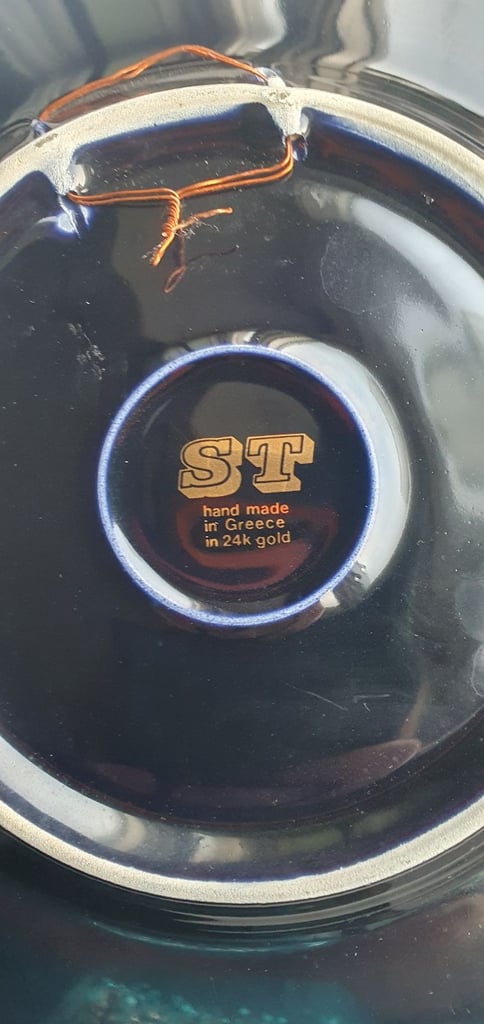 ST
hand made
in Greece
in 24k gold